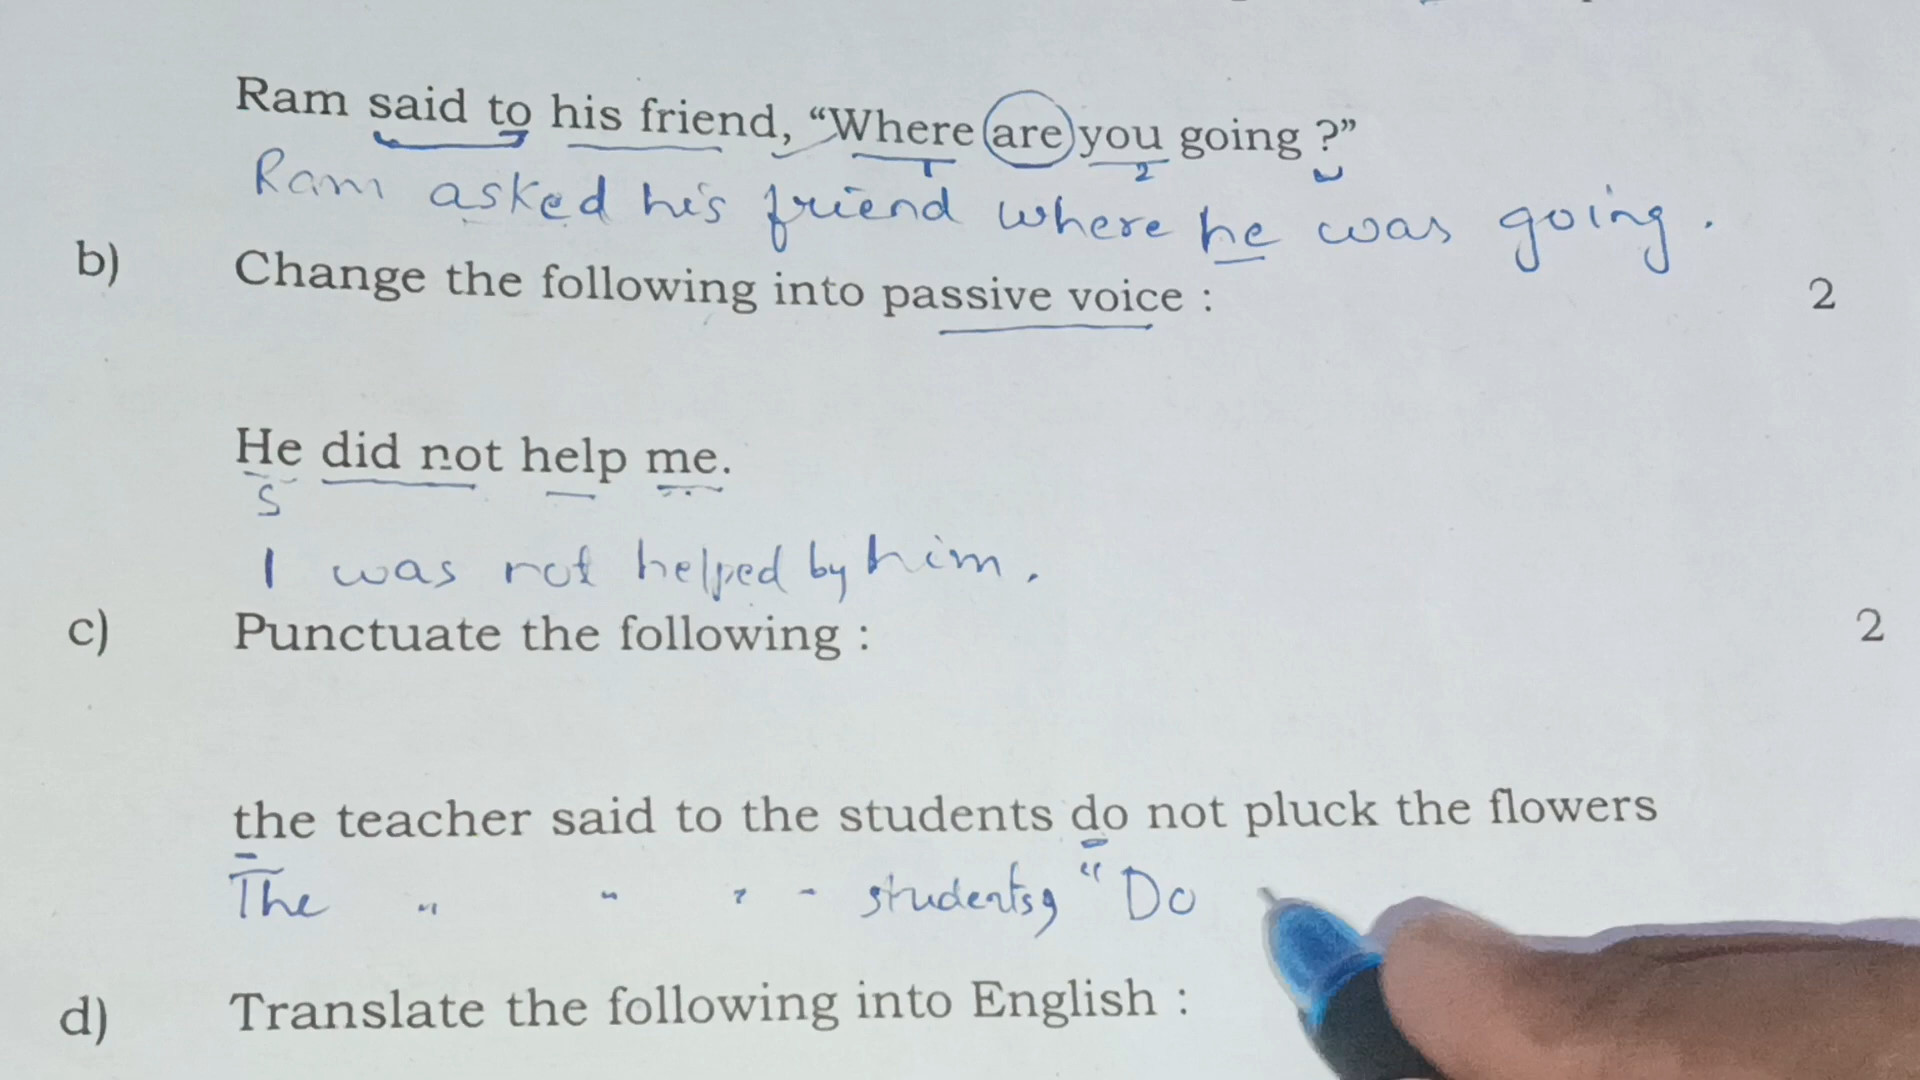 Ram said to his friend, “Where are you going ?”
1 2
Ram asked his friend where he was going.
b) Change the following into passive voice : 2
He did not help me.
S
I was not helped by him.
c) Punctuate the following : 2
the teacher said to the students do not pluck the flowers
The " " " - students, "Do
d) Translate the following into English :